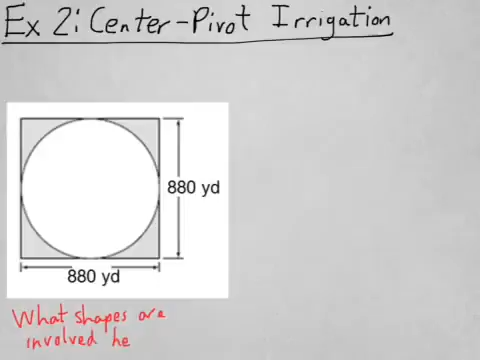 Ex 2: Center-Pivot Irrigation
880 yd
880 yd
What shapes are
involved he